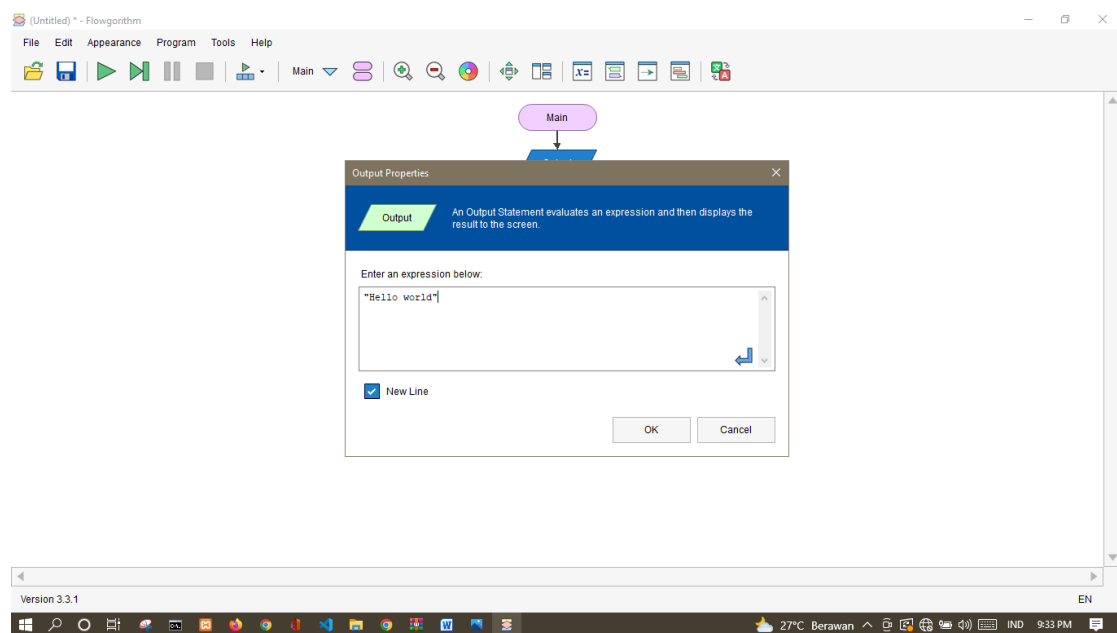 (Untitled) * - Flowgorithm
File Edit Appearance Program Tools Help
Main
Main
Output Properties
Output
An Output Statement evaluates an expression and then displays the
result to the screen.
Enter an expression below:
"Hello world"
New Line
OK Cancel
Version 3.3.1 EN
27°C Berawan IND 9:33 PM